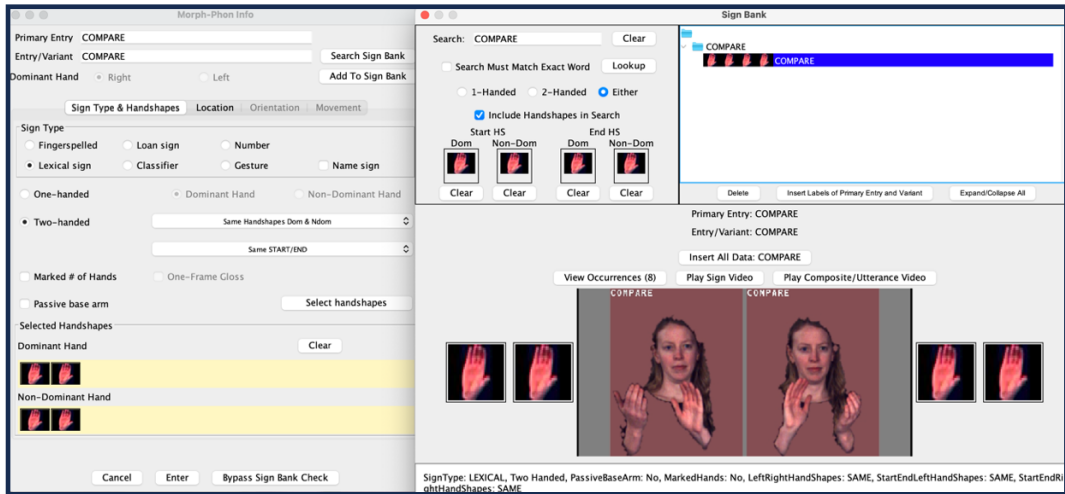 Morph-Phon Info
Primary Entry COMPARE
Entry/Variant COMPARE Search Sign Bank
Dominant Hand Right Left Add To Sign Bank
Sign Type & Handshapes Location Orientation Movement
Sign Type
Fingerspelled Loan sign Number
Lexical sign Classifier Gesture Name sign
One-handed Dominant Hand Non-Dominant Hand
Two-handed Same Handshapes Dom & Ndom
Same START/END
Marked # of Hands One-Frame Gloss
Passive base arm Select handshapes
Selected Handshapes
Dominant Hand Clear
Non-Dominant Hand
Cancel Enter Bypass Sign Bank Check
Sign Bank
Search: COMPARE Clear
Search Must Match Exact Word Lookup
1-Handed 2-Handed Either
Include Handshapes in Search
Start HS End HS
Dom Non-Dom Dom Non-Dom
Clear Clear Clear Clear
COMPARE
COMPARE
Delete Insert Labels of Primary Entry and Variant Expand/Collapse All
Primary Entry: COMPARE
Entry/Variant: COMPARE
Insert All Data: COMPARE
View Occurrences (8) Play Sign Video Play Composite/Utterance Video
COMPARE COMPARE
SignType: LEXICAL, Two Handed, PassiveBaseArm: No, MarkedHands: No, LeftRightHandShapes: SAME, StartEndLeftHandShapes: SAME, StartEndRi
ghtHandShapes: SAME